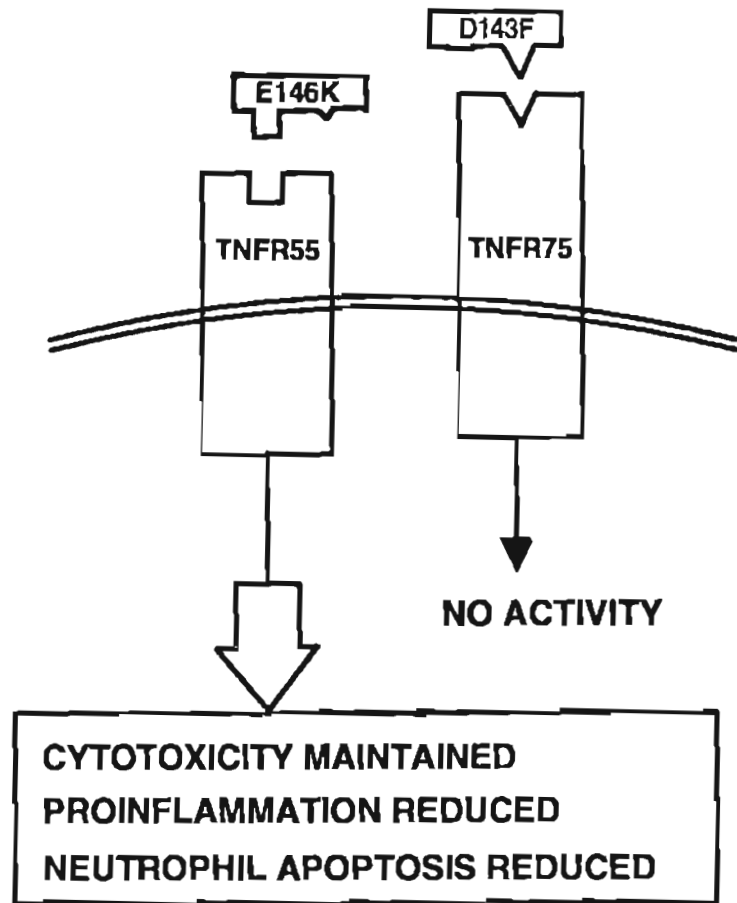 D143F
E146K
TNFR55
TNFR75
NO ACTIVITY
CYTOTOXICITY MAINTAINED
PROINFLAMMATION REDUCED
NEUTROPHIL APOPTOSIS REDUCED